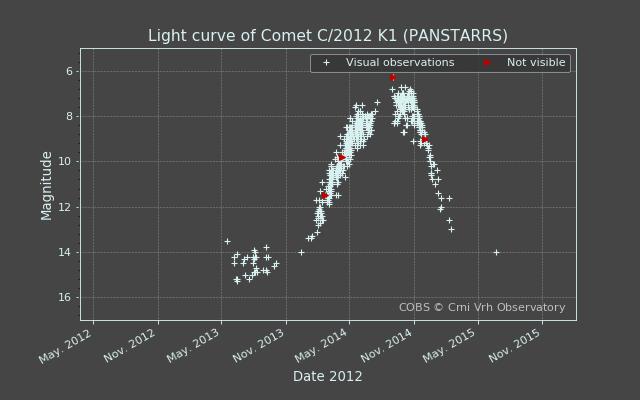 Light curve of Comet C/2012 K1 (PANSTARRS)
Visual observations
Not visible
Magnitude
6
8
10
12
14
16
COBS © Crni Vrh Observatory
May. 2012
Nov. 2012
May. 2013
Nov. 2013
May. 2014
Nov. 2014
May. 2015
Nov. 2015
Date 2012